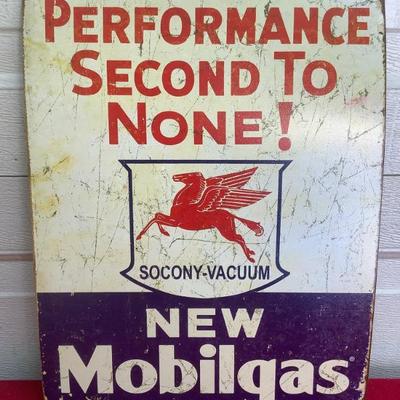 PERFORMANCE
SECOND TO
NONE!
SOCONY-VACUUM
NEW
Mobilgas